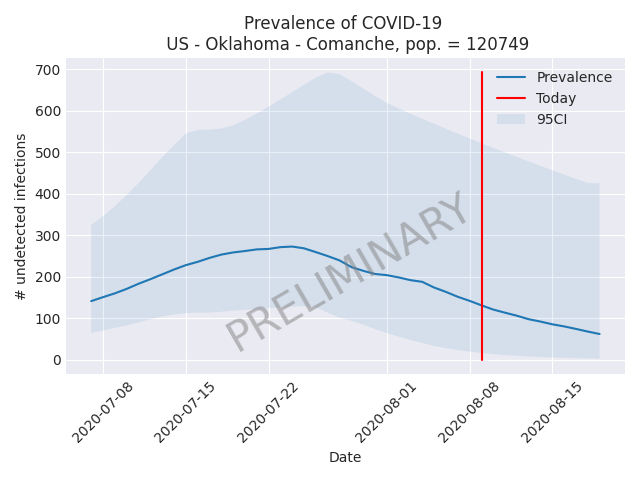 Prevalence of COVID-19
US - Oklahoma - Comanche, pop. = 120749
700
600
500
400
300
200
100
0
# undetected infections
Prevalence
Today
95CI
PRELIMINARY
2020-07-08
2020-07-15
2020-07-22
2020-08-01
2020-08-08
2020-08-15
Date